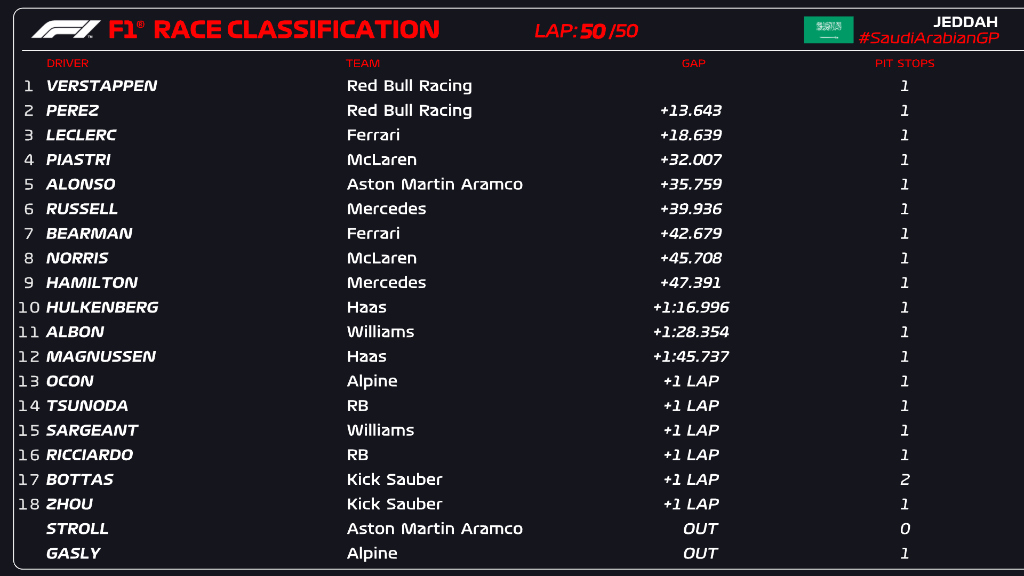 F1® RACE CLASSIFICATION LAP: 50/50 JEDDAH
#SaudiArabianGP
DRIVER TEAM GAP PIT STOPS
1 VERSTAPPEN Red Bull Racing 1
2 PEREZ Red Bull Racing +13.643 1
3 LECLERC Ferrari +18.639 1
4 PIASTRI McLaren +32.007 1
5 ALONSO Aston Martin Aramco +35.759 1
6 RUSSELL Mercedes +39.936 1
7 BEARMAN Ferrari +42.679 1
8 NORRIS McLaren +45.708 1
9 HAMILTON Mercedes +47.391 1
10 HULKENBERG Haas +1:16.996 1
11 ALBON Williams +1:28.354 1
12 MAGNUSSEN Haas +1:45.737 1
13 OCON Alpine +1 LAP 1
14 TSUNODA RB +1 LAP 1
15 SARGEANT Williams +1 LAP 1
16 RICCIARDO RB +1 LAP 1
17 BOTTAS Kick Sauber +1 LAP 2
18 ZHOU Kick Sauber +1 LAP 1
STROLL Aston Martin Aramco OUT 0
GASLY Alpine OUT 1